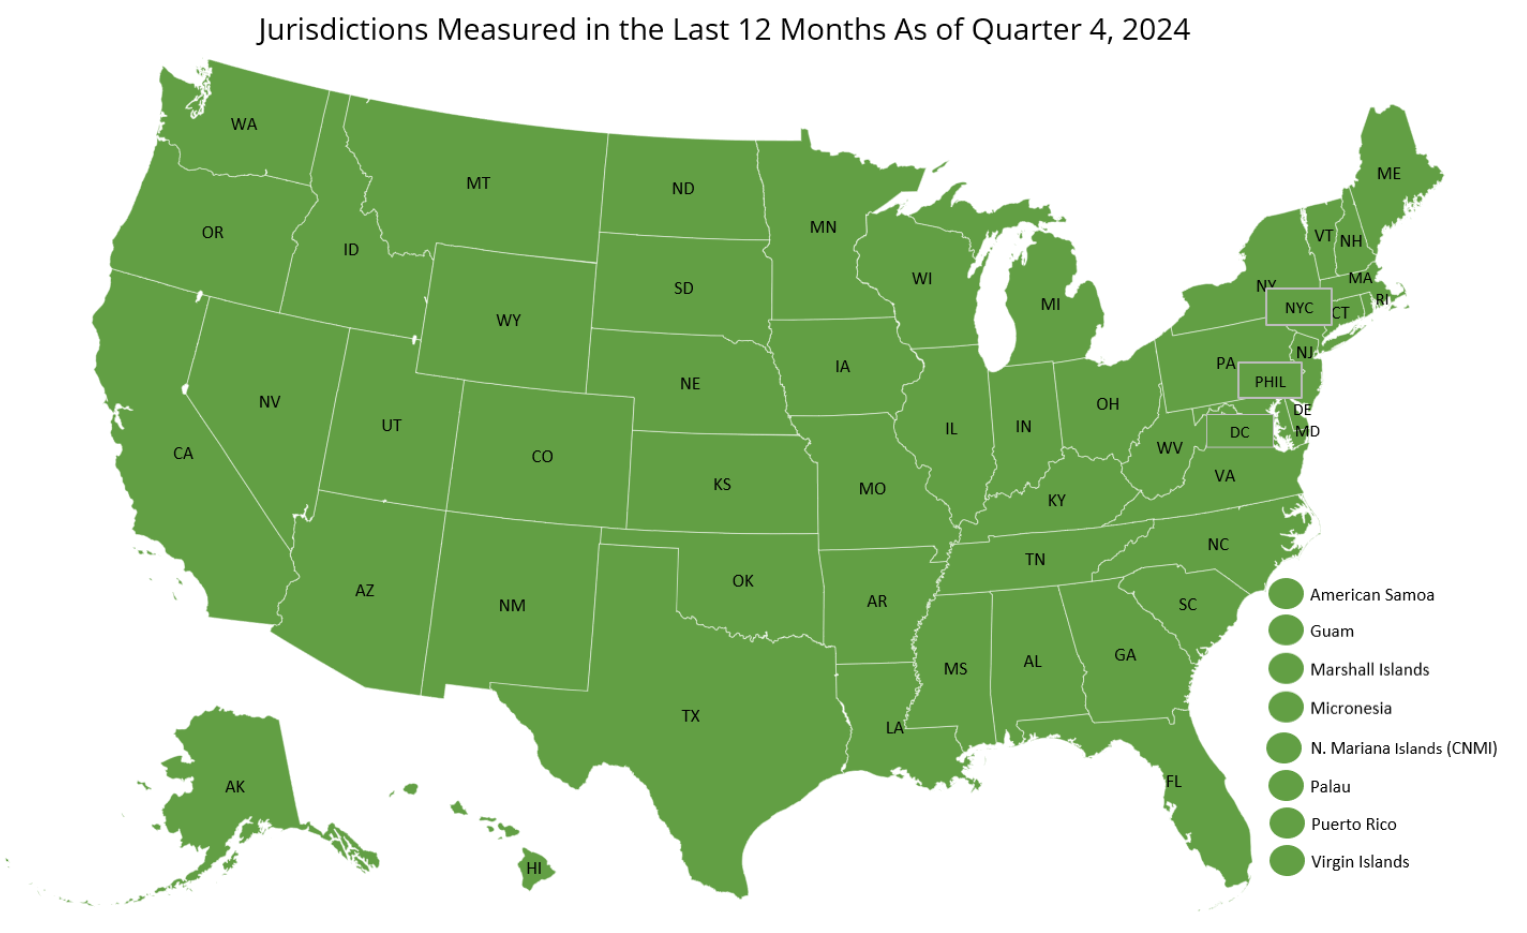 Jurisdictions Measured in the Last 12 Months As of Quarter 4, 2024
WA
MT
ND
MN
ME
OR
ID
SD
WI
MI
VT
NH
NY
MA
NYC
CT
RI
WY
NE
IA
PA
NJ
PHIL
NV
UT
CO
IL
IN
OH
DE
DC
MD
CA
KS
MO
WV
VA
KY
AZ
NM
OK
AR
TN
NC
SC
MS
AL
GA
TX
LA
FL
AK
HI
American Samoa
Guam
Marshall Islands
Micronesia
N. Mariana Islands (CNMI)
Palau
Puerto Rico
Virgin Islands